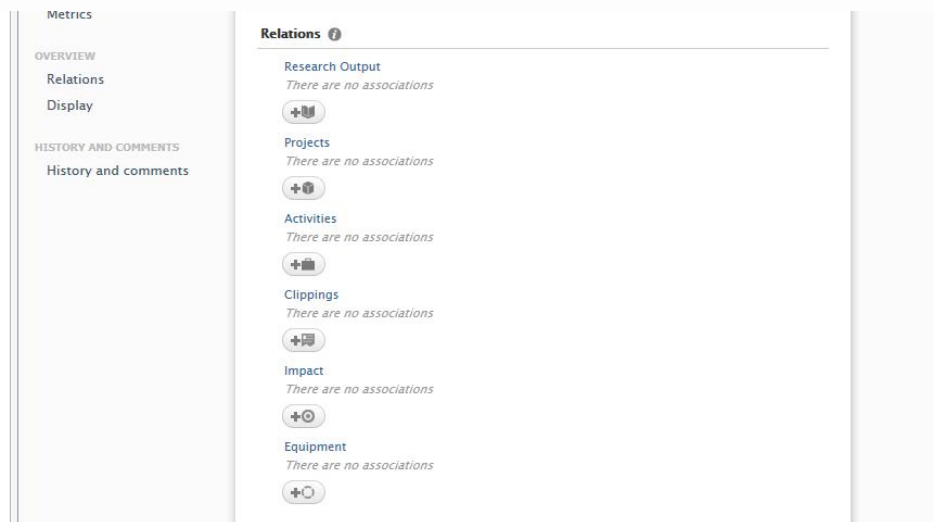 Metrics
OVERVIEW
Relations
Display
HISTORY AND COMMENTS
History and comments
Relations
Research Output
There are no associations
Projects
There are no associations
Activities
There are no associations
Clippings
There are no associations
Impact
There are no associations
Equipment
There are no associations